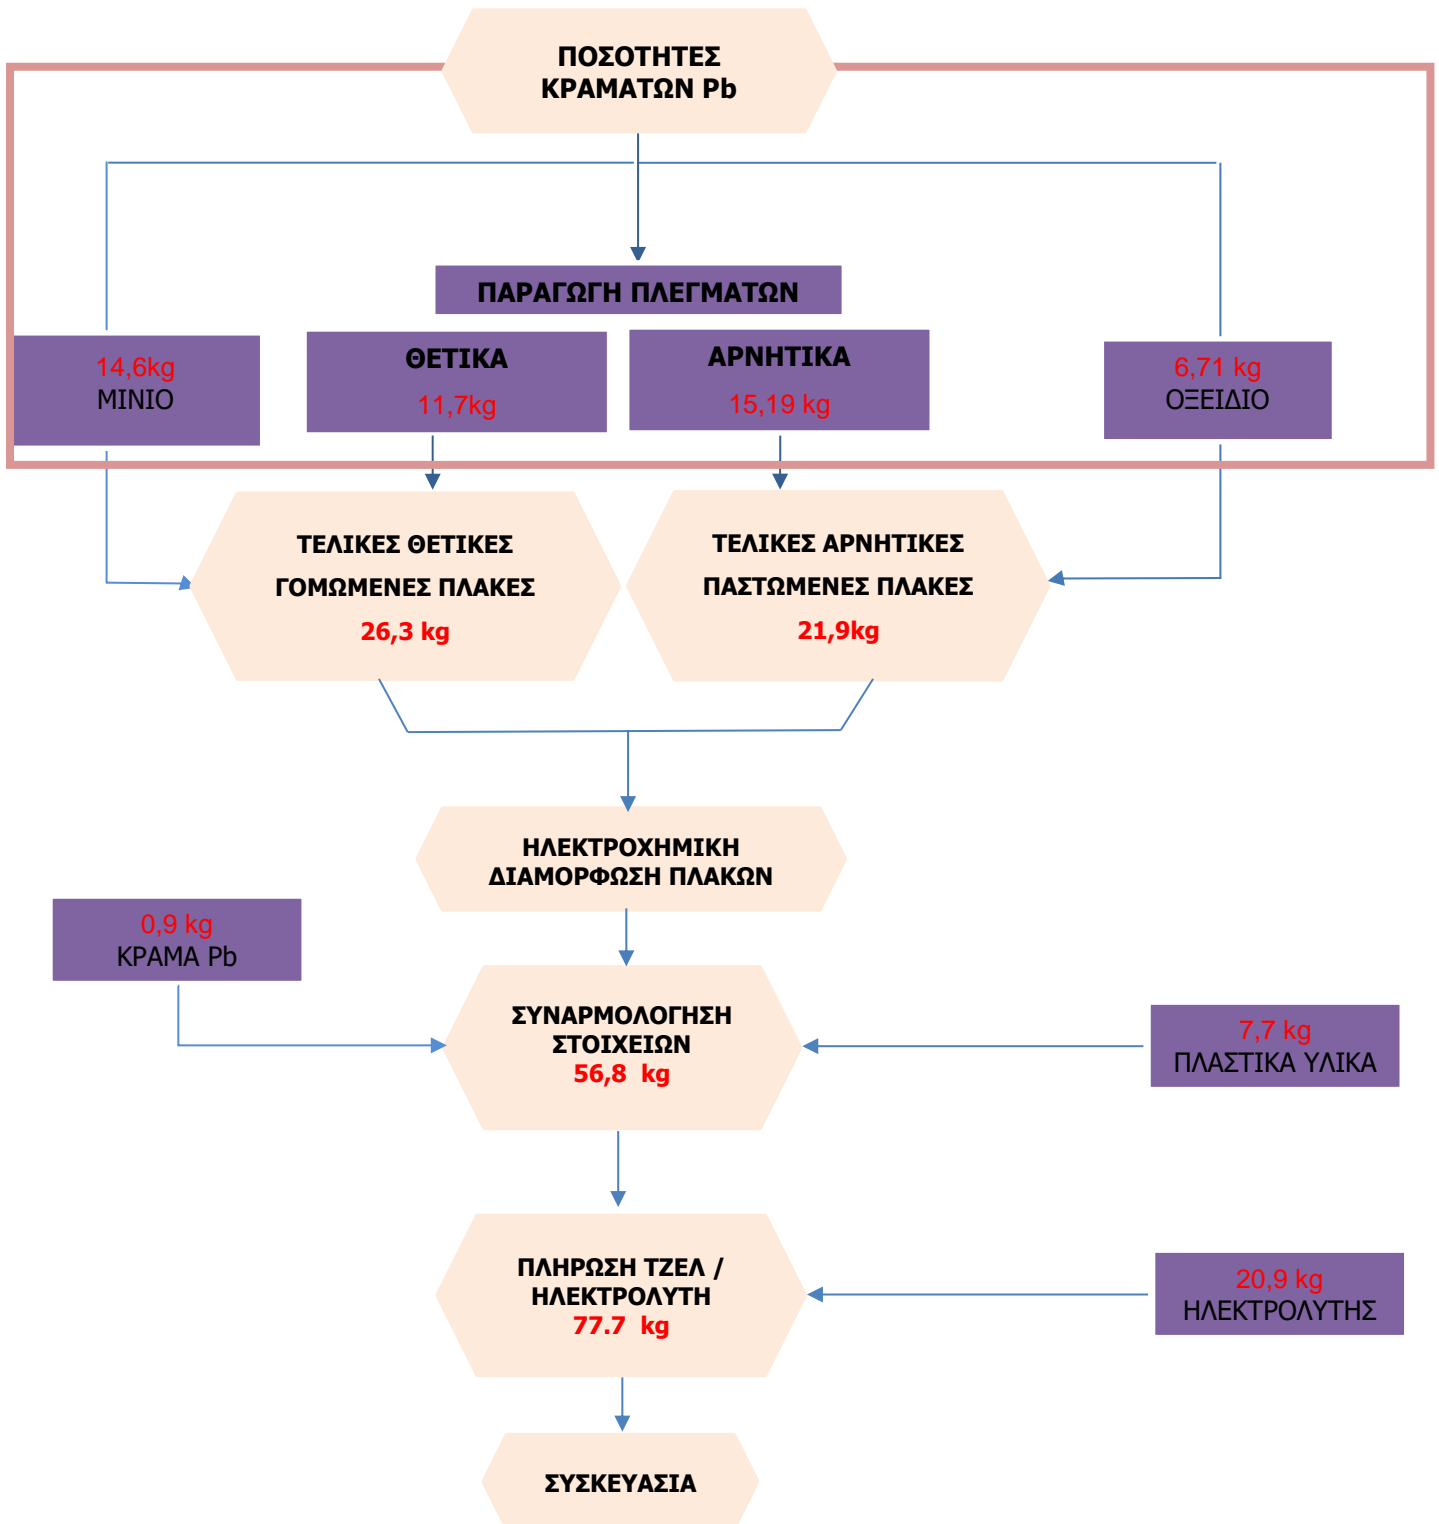 ΠΟΣΟΤΗΤΕΣ
ΚΡΑΜΑΤΩΝ Pb
ΠΑΡΑΓΩΓΗ ΠΛΕΓΜΑΤΩΝ
14,6kg
ΜΙΝΙΟ
ΘΕΤΙΚΑ
11,7kg
ΑΡΝΗΤΙΚΑ
15,19 kg
6,71 kg
ΟΞΕΙΔΙΟ
ΤΕΛΙΚΕΣ ΘΕΤΙΚΕΣ
ΓΟΜΩΜΕΝΕΣ ΠΛΑΚΕΣ
26,3 kg
ΤΕΛΙΚΕΣ ΑΡΝΗΤΙΚΕΣ
ΠΑΣΤΩΜΕΝΕΣ ΠΛΑΚΕΣ
21,9kg
ΗΛΕΚΤΡΟΧΗΜΙΚΗ
ΔΙΑΜΟΡΦΩΣΗ ΠΛΑΚΩΝ
0,9 kg
ΚΡΑΜΑ Pb
ΣΥΝΑΡΜΟΛΟΓΗΣΗ
ΣΤΟΙΧΕΙΩΝ
56,8 kg
7,7 kg
ΠΛΑΣΤΙΚΑ ΥΛΙΚΑ
ΠΛΗΡΩΣΗ ΤΖΕΛ /
ΗΛΕΚΤΡΟΛΥΤΗ
77.7 kg
20,9 kg
ΗΛΕΚΤΡΟΛΥΤΗΣ
ΣΥΣΚΕΥΑΣΙΑ